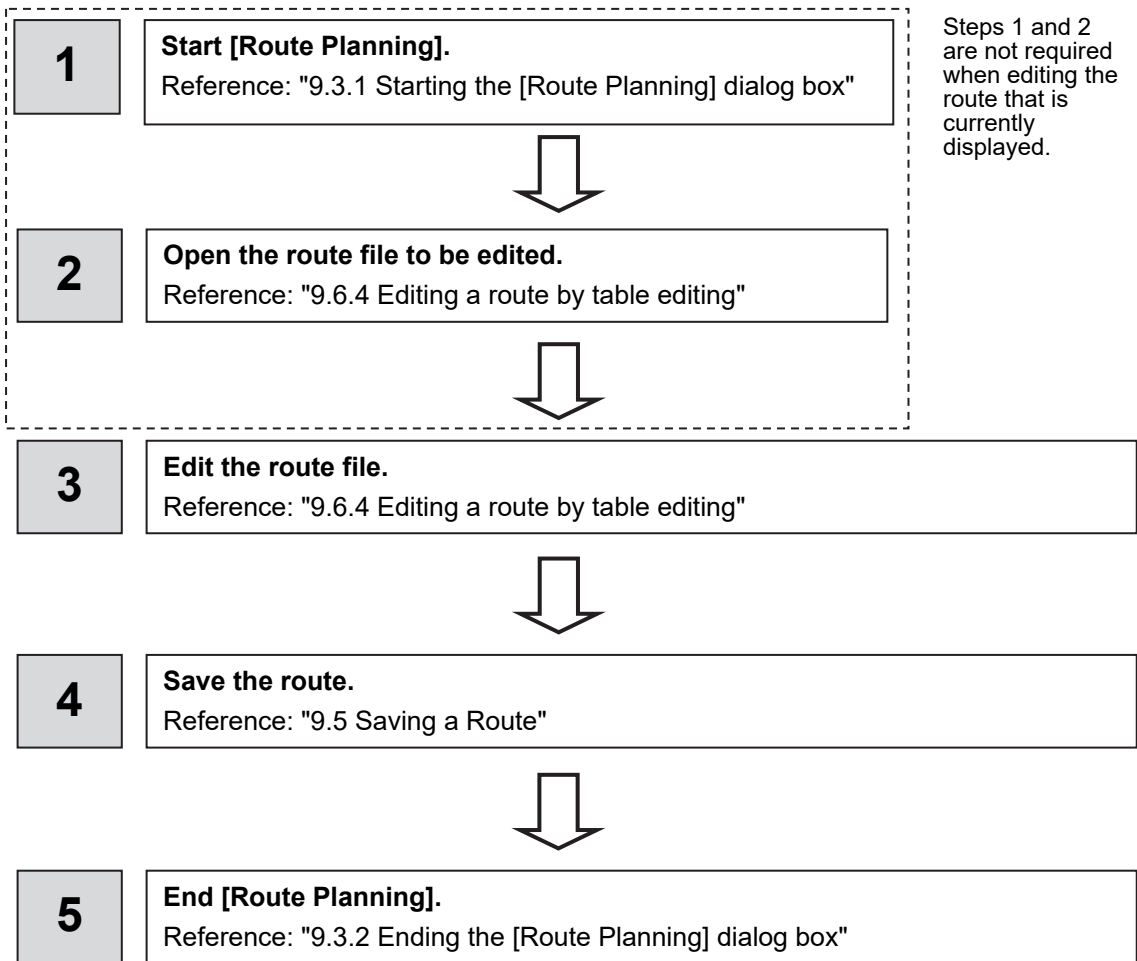 1
Start [Route Planning].
Reference: "9.3.1 Starting the [Route Planning] dialog box"
Steps 1 and 2
are not required
when editing the
route that is
currently
displayed.
2
Open the route file to be edited.
Reference: "9.6.4 Editing a route by table editing"
3
Edit the route file.
Reference: "9.6.4 Editing a route by table editing"
4
Save the route.
Reference: "9.5 Saving a Route"
5
End [Route Planning].
Reference: "9.3.2 Ending the [Route Planning] dialog box"